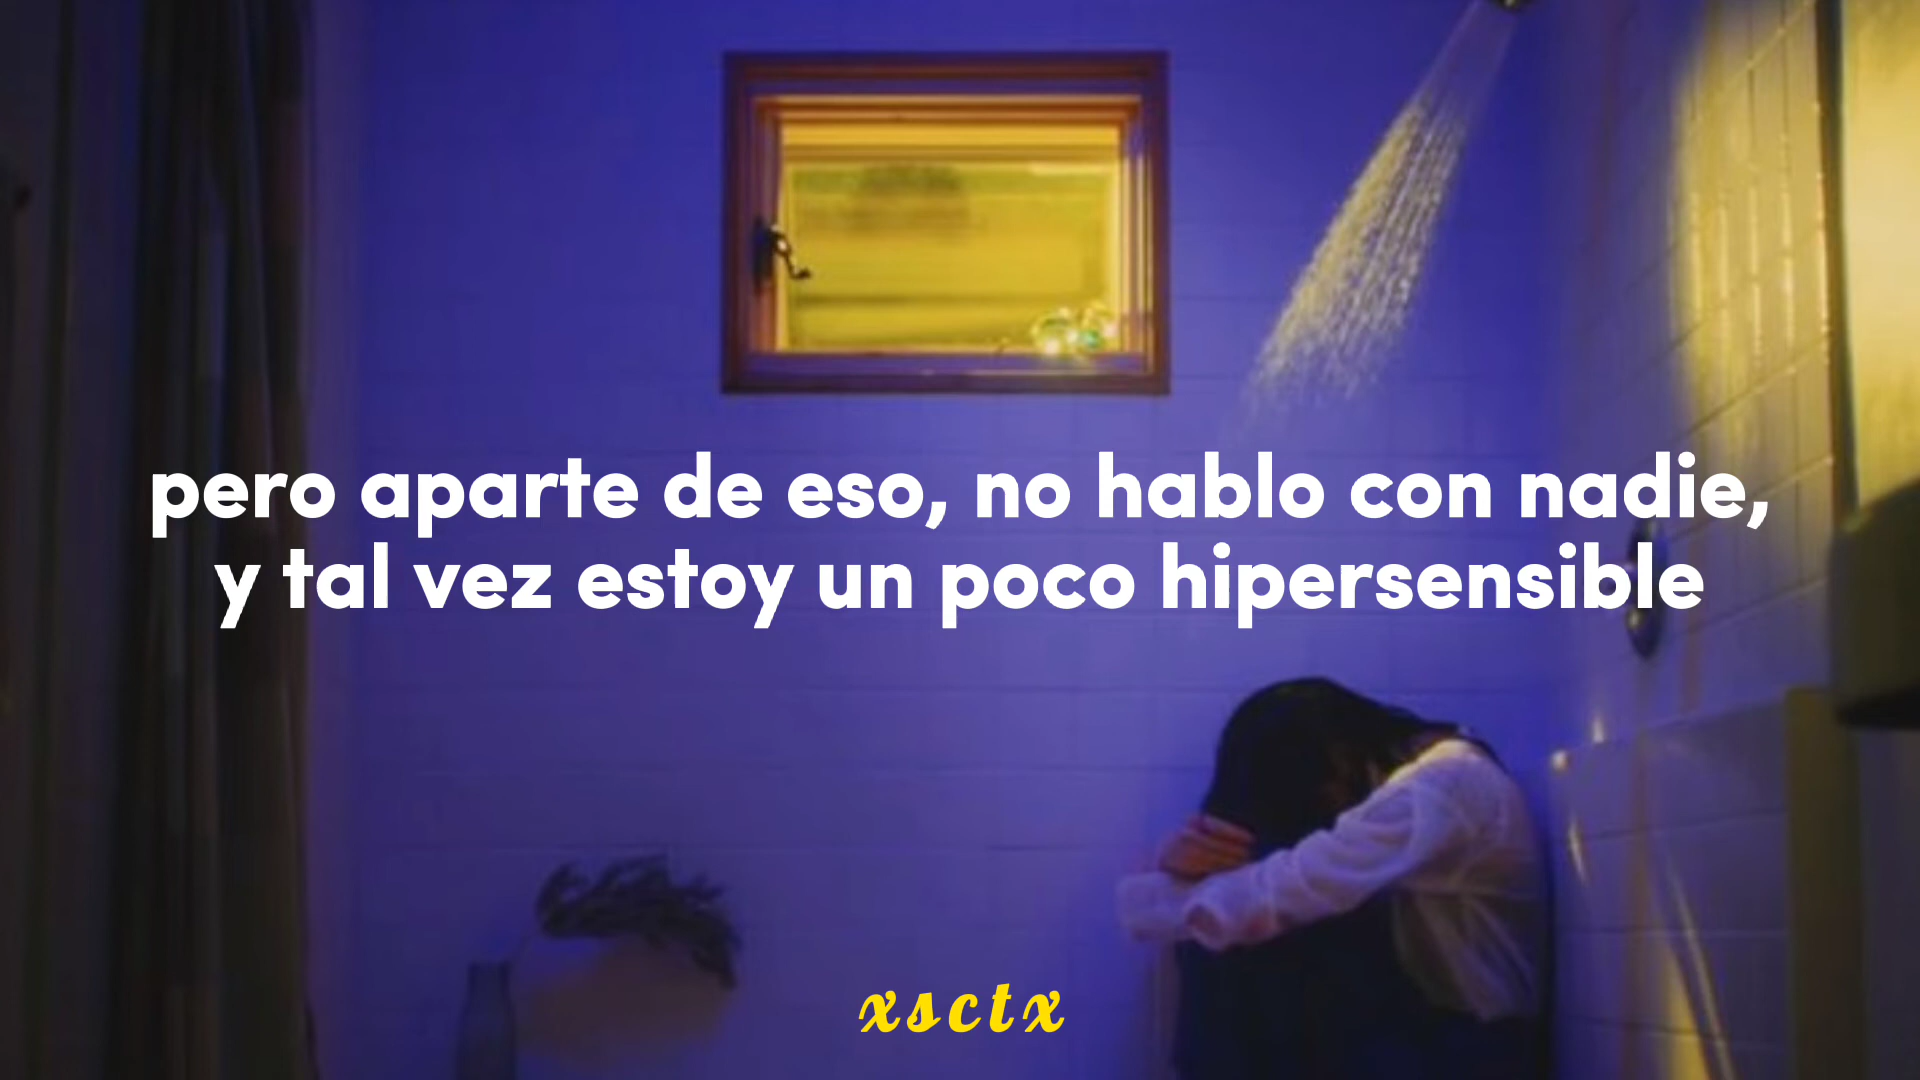 pero aparte de eso, no hablo con nadie,
y tal vez estoy un poco hipersensible
xsctx